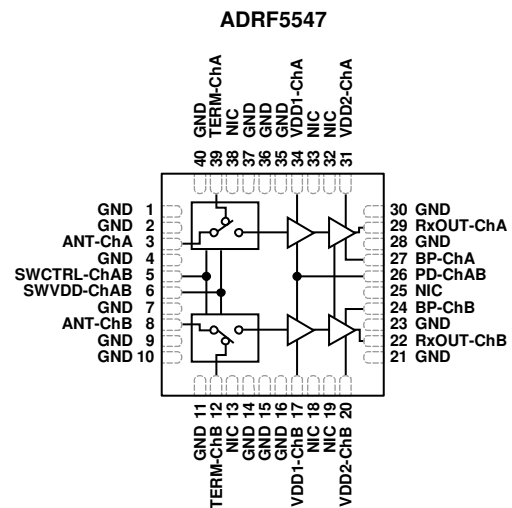 ADRF5547
40 GND
39 TERM-ChA
38 NIC
37 GND
36 GND
35 GND
34 VDD1-ChA
33 NIC
32 NIC
31 VDD2-ChA
GND 1
GND 2
ANT-ChA 3
GND 4
SWCTRL-ChAB 5
SWVDD-ChAB 6
GND 7
ANT-ChB 8
GND 9
GND 10
30 GND
29 RxOUT-ChA
28 GND
27 BP-ChA
26 PD-ChAB
25 NIC
24 BP-ChB
23 GND
22 RxOUT-ChB
21 GND
GND 11
TERM-ChB 12
NIC 13
GND 14
GND 15
GND 16
VDD1-ChB 17
NIC 18
NIC 19
VDD2-ChB 20